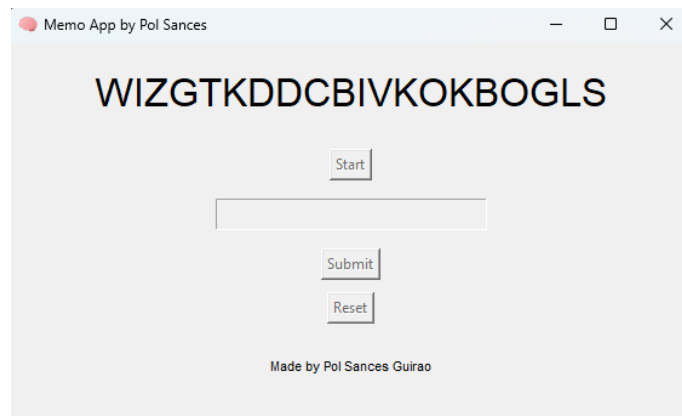 Memo App by Pol Sances
WIZGTKDDCBIVKOKBOGLS
Start
Submit
Reset
Made by Pol Sances Guirao